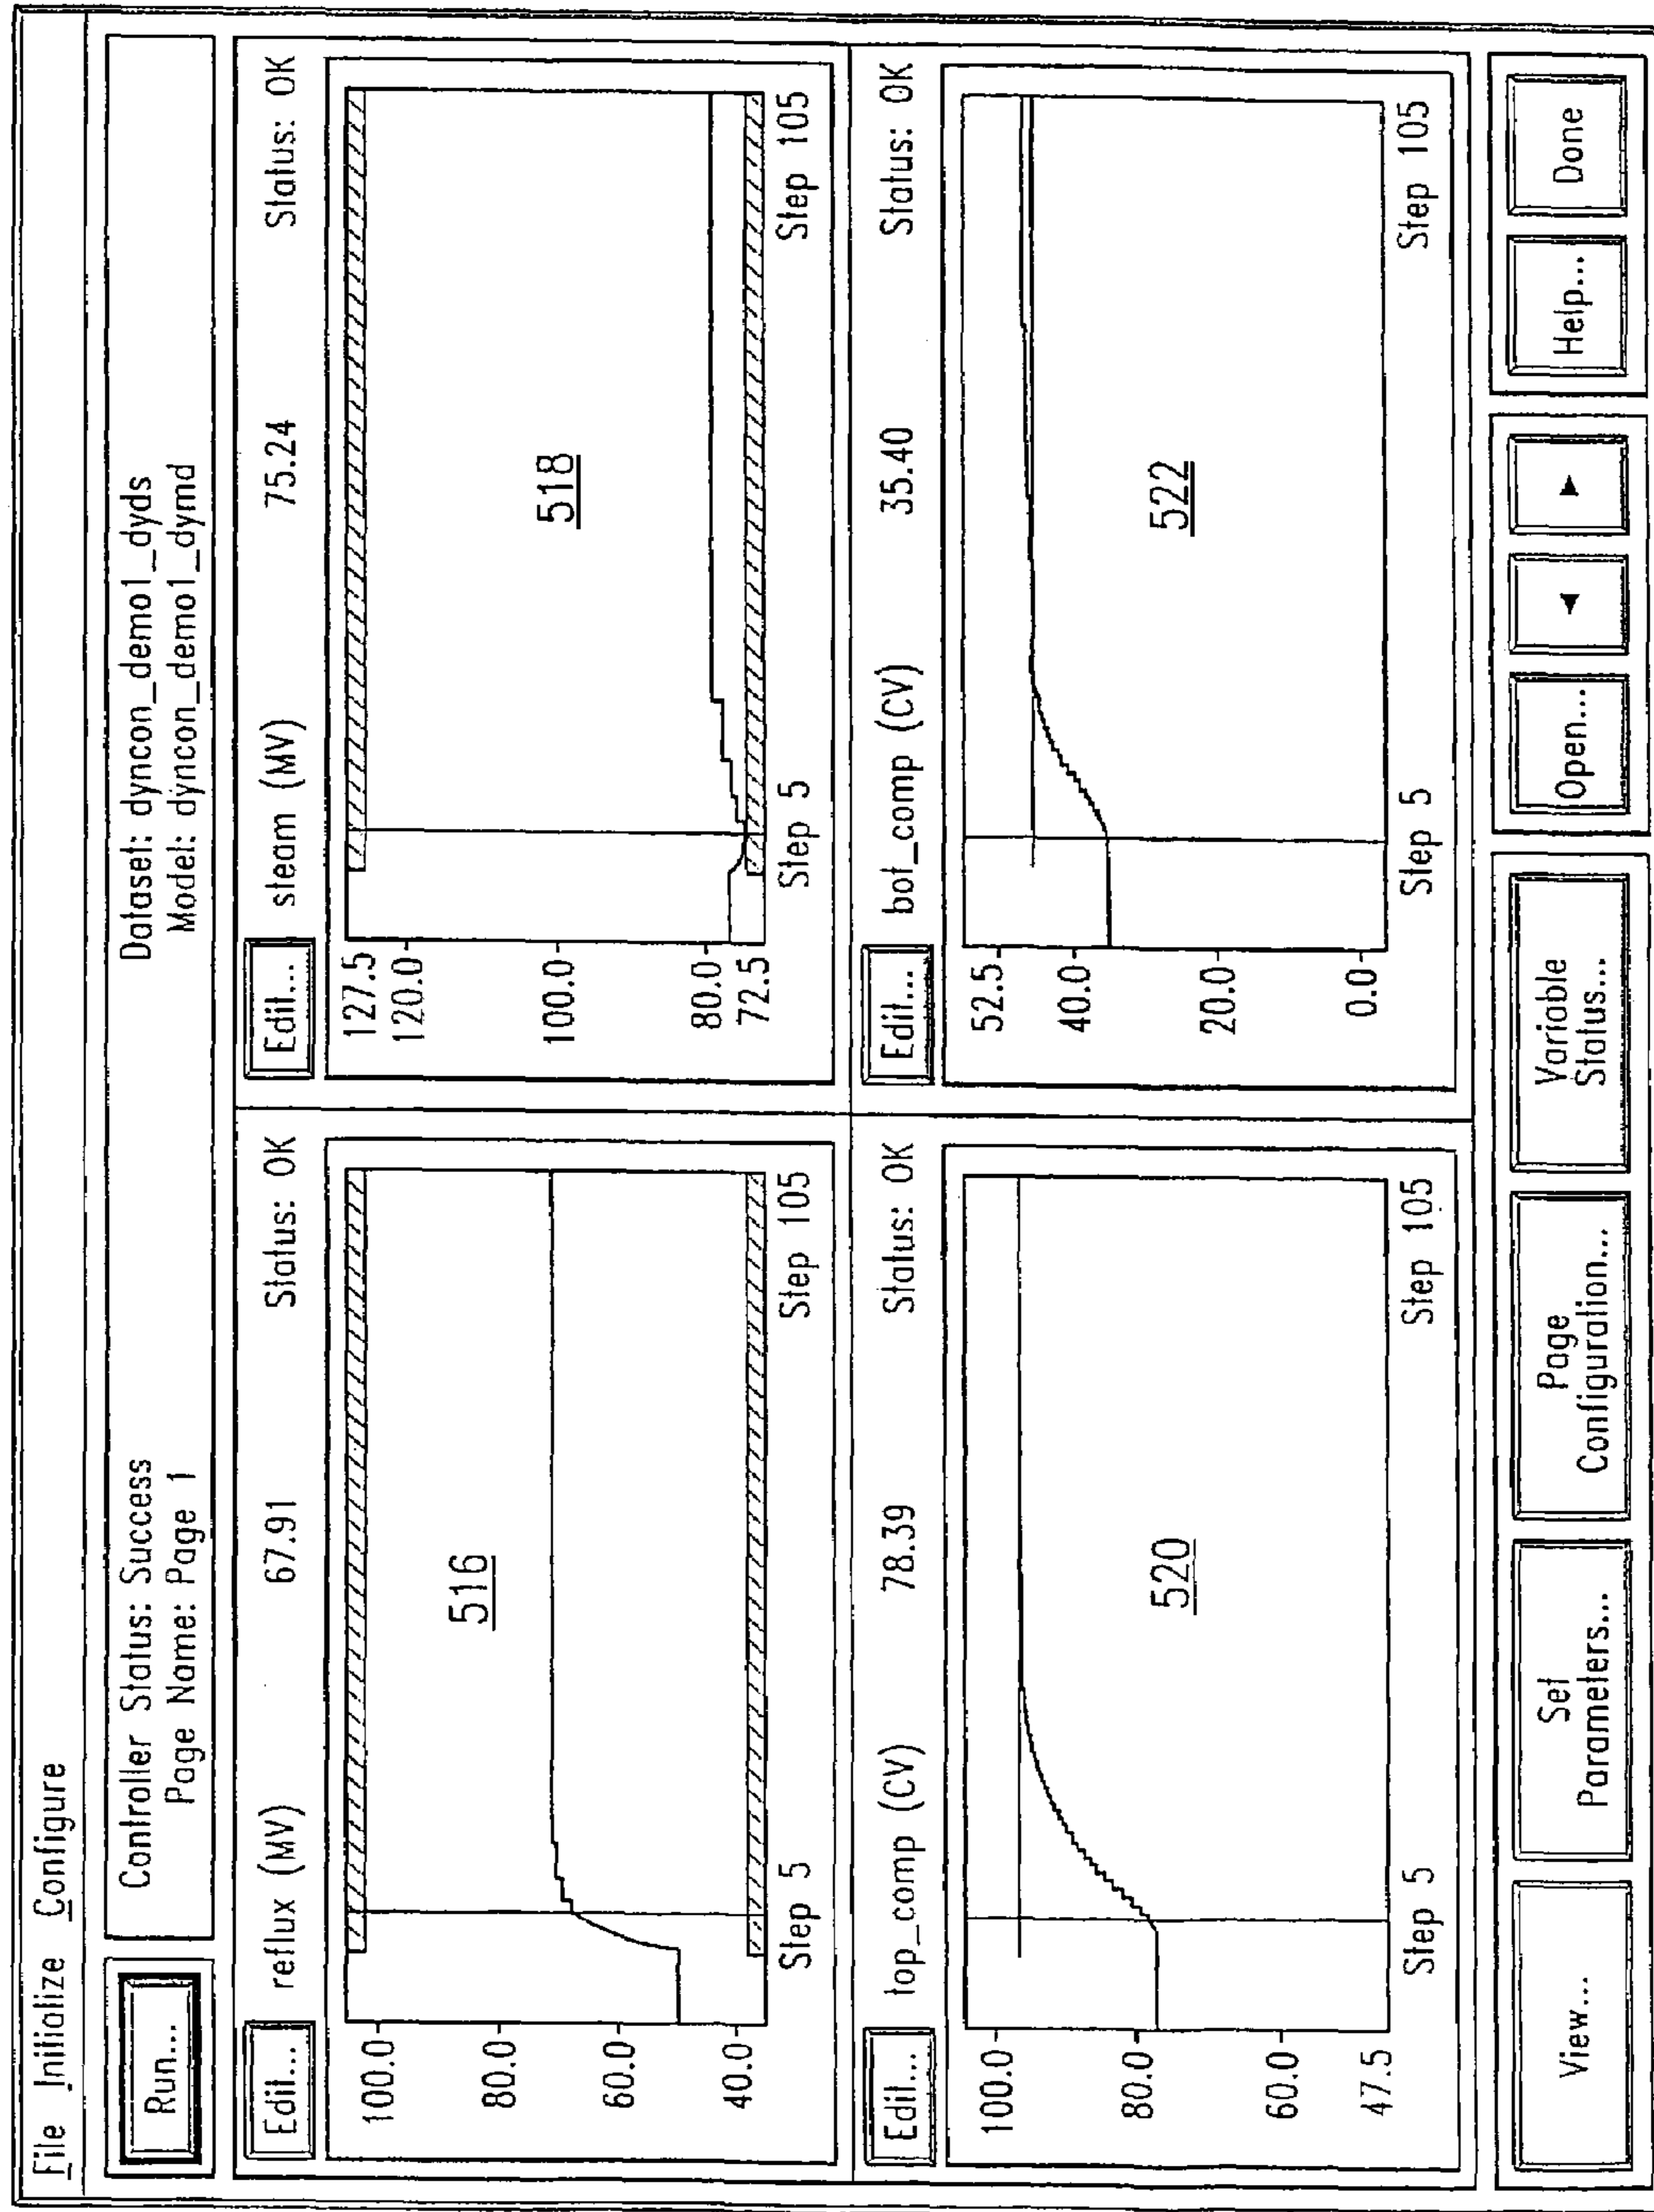 File Initialize Configure
Run...
Controller Status: Success
Page Name: Page 1
Dataset: dyncon_demo1_dyds
Model: dyncon_demo1_dymd
Edit... reflux (MV) 67.91 Status: OK
100.0
80.0
60.0
40.0
516
Step 5 Step 105
Edit... steam (MV) 75.24 Status: OK
127.5
120.0
100.0
80.0
72.5
518
Step 5 Step 105
Edit... top_comp (CV) 78.39 Status: OK
100.0
80.0
60.0
47.5
520
Step 5 Step 105
Edit... bot_comp (CV) 35.40 Status: OK
52.5
40.0
20.0
0.0
522
Step 5 Step 105
View...
Set
Parameters...
Page
Configuration...
Variable
Status...
Open...
Help...
Done